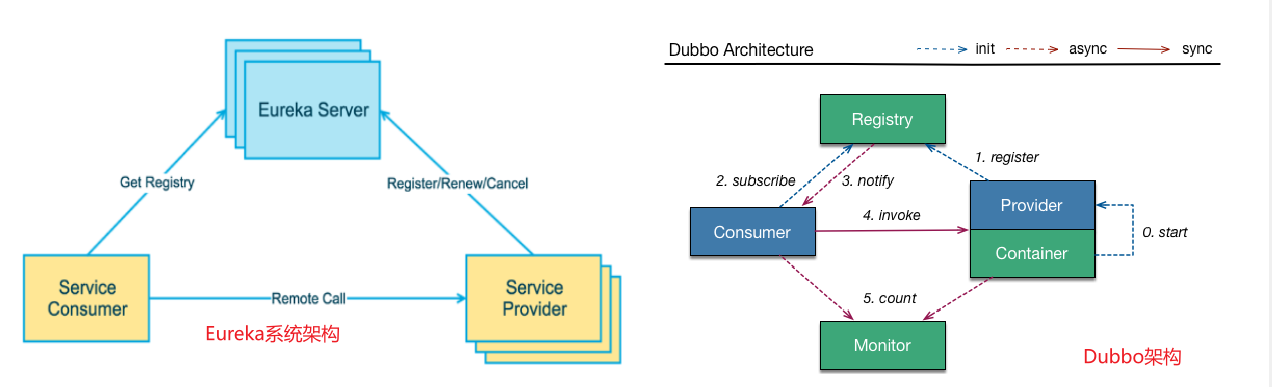 Eureka Server
Get Registry
Register/Renew/Cancel
Service
Consumer
Remote Call
Service
Provider
Eureka系统架构
Dubbo Architecture
init
async
sync
Registry
1. register
2. subscribe
3. notify
Provider
4. invoke
Consumer
0. start
Container
5. count
Monitor
Dubbo架构